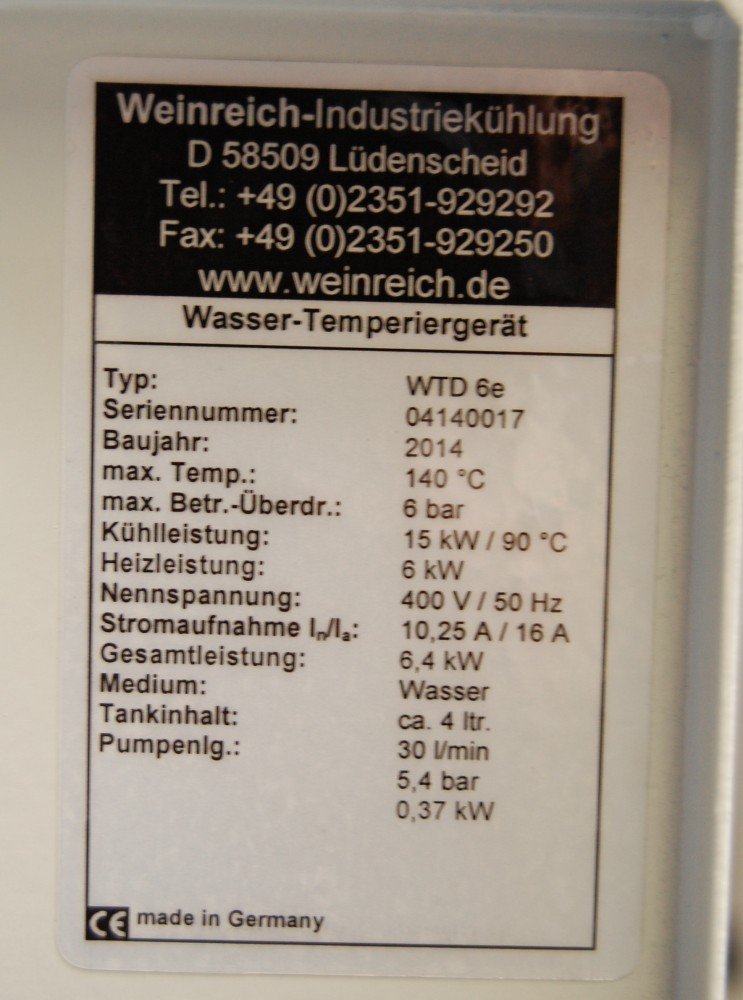 Weinreich-Industriekühlung
D 58509 Lüdenscheid
Tel.: +49 (0)2351-929292
Fax: +49 (0)2351-929250
www.weinreich.de
Wasser-Temperiergerät
Typ: WTD 6e
Seriennummer: 04140017
Baujahr: 2014
max. Temp.: 140 °C
max. Betr.-Überdr.: 6 bar
Kühlleistung: 15 kW / 90 °C
Heizleistung: 6 kW
Nennspannung: 400 V / 50 Hz
Stromaufnahme Iₙ/Iₐ: 10,25 A / 16 A
Gesamtleistung: 6,4 kW
Medium: Wasser
Tankinhalt: ca. 4 ltr.
Pumpenlg.: 30 l/min
5,4 bar
0,37 kW
CE made in Germany